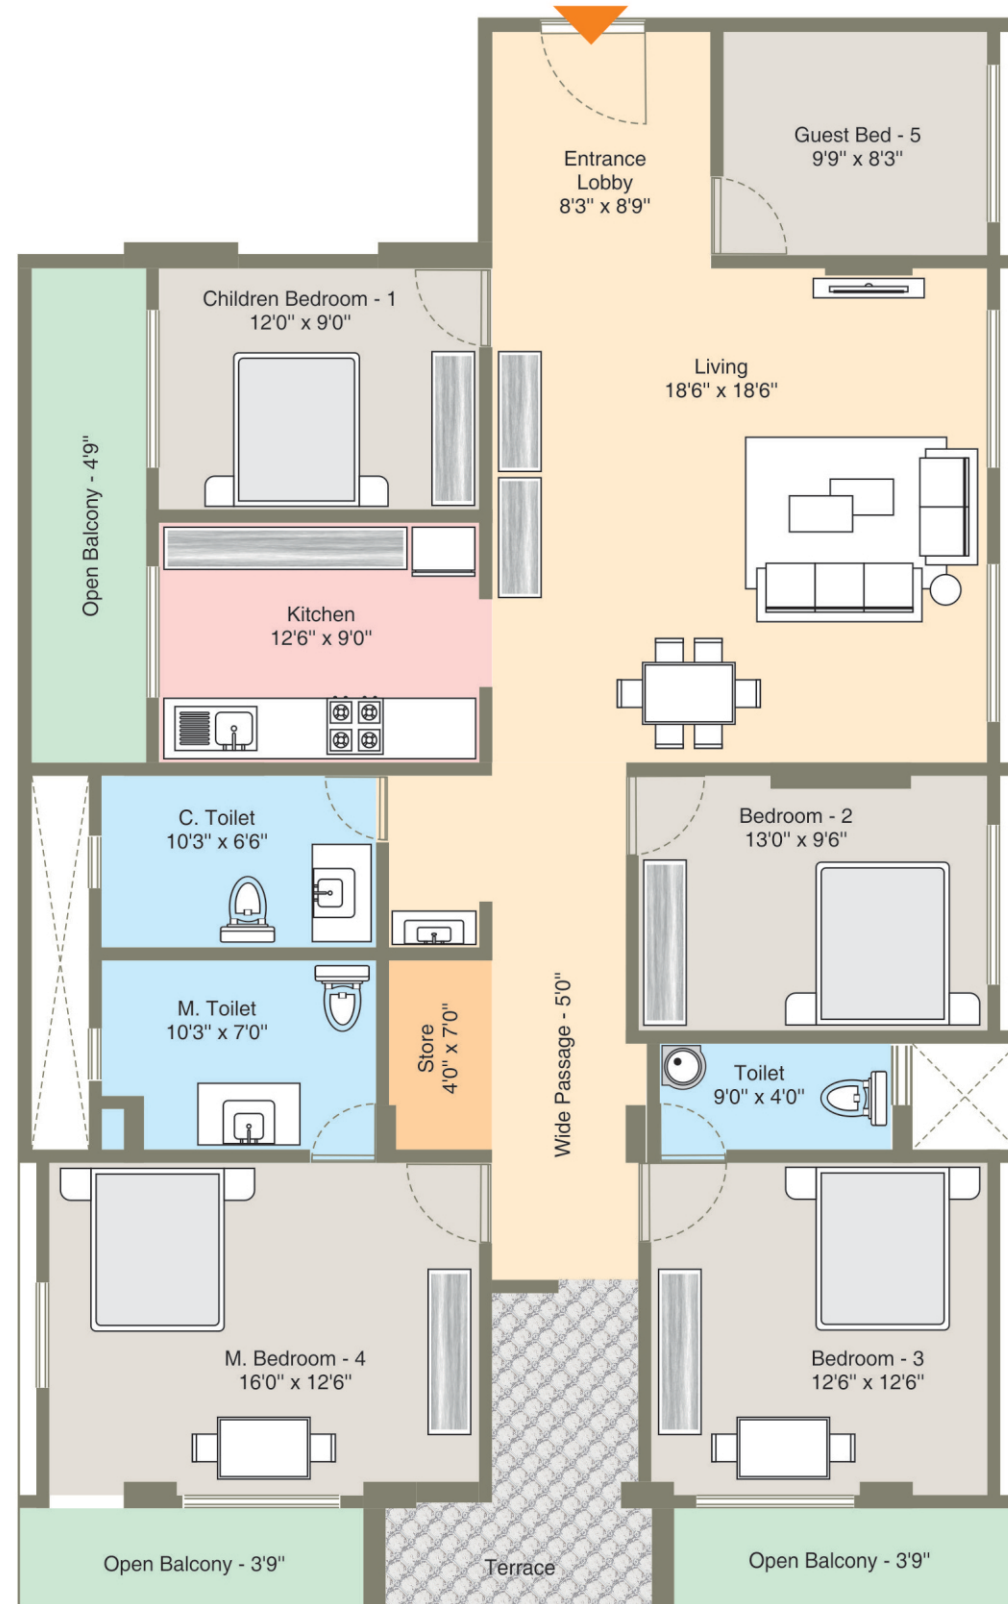 Guest Bed - 5
9'9" x 8'3"
Entrance
Lobby
8'3" x 8'9"
Children Bedroom - 1
12'0" x 9'0"
Living
18'6" x 18'6"
Open Balcony - 4'9"
Kitchen
12'6" x 9'0"
C. Toilet
10'3" x 6'6"
Bedroom - 2
13'0" x 9'6"
M. Toilet
10'3" x 7'0"
Store
4'0" x 7'0"
Wide Passage - 5'0"
Toilet
9'0" x 4'0"
M. Bedroom - 4
16'0" x 12'6"
Bedroom - 3
12'6" x 12'6"
Open Balcony - 3'9"
Terrace
Open Balcony - 3'9"